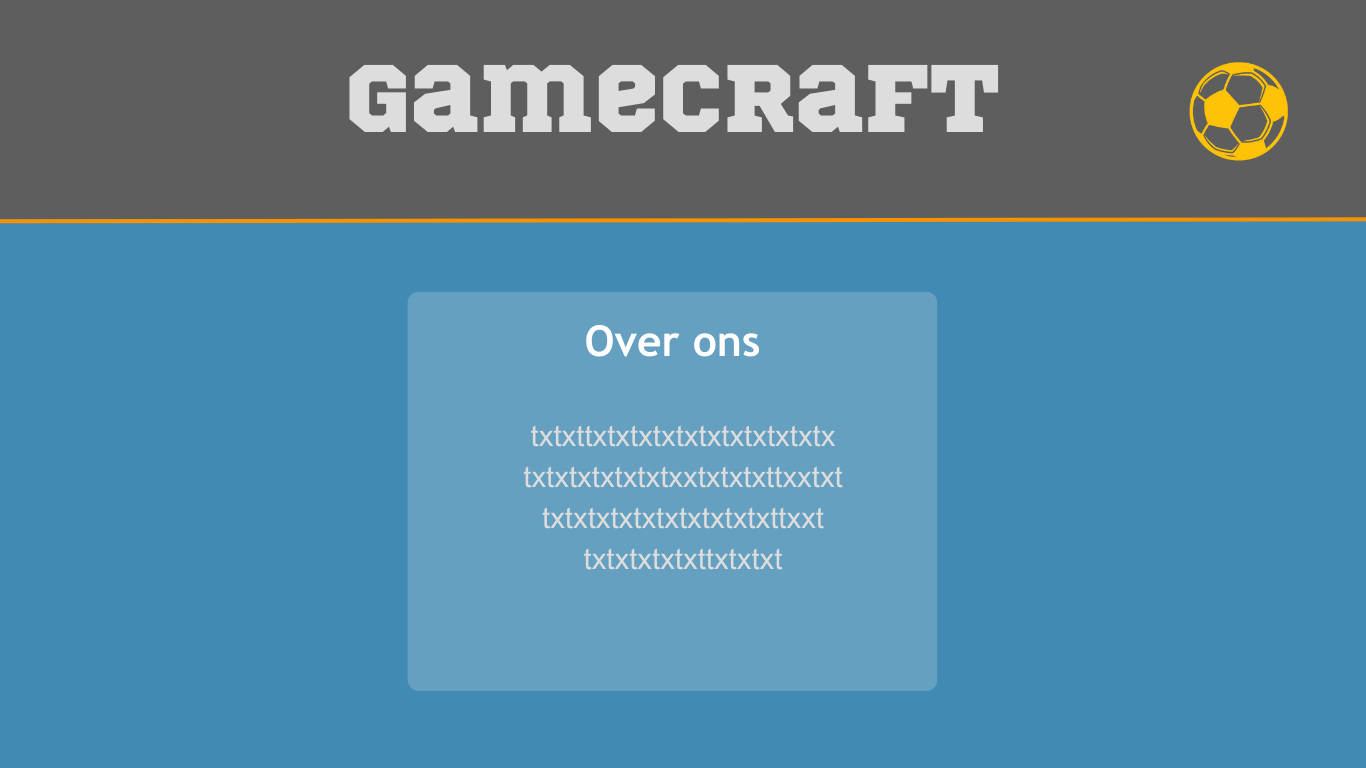 Gamecraft
Over ons
txtxttxtxtxtxtxtxtxtxtxtxtx
txtxtxtxtxtxtxxtxtxtxttxxtxt
txtxtxtxtxtxtxtxtxtxttxxt
txtxtxtxtxttxtxtxt